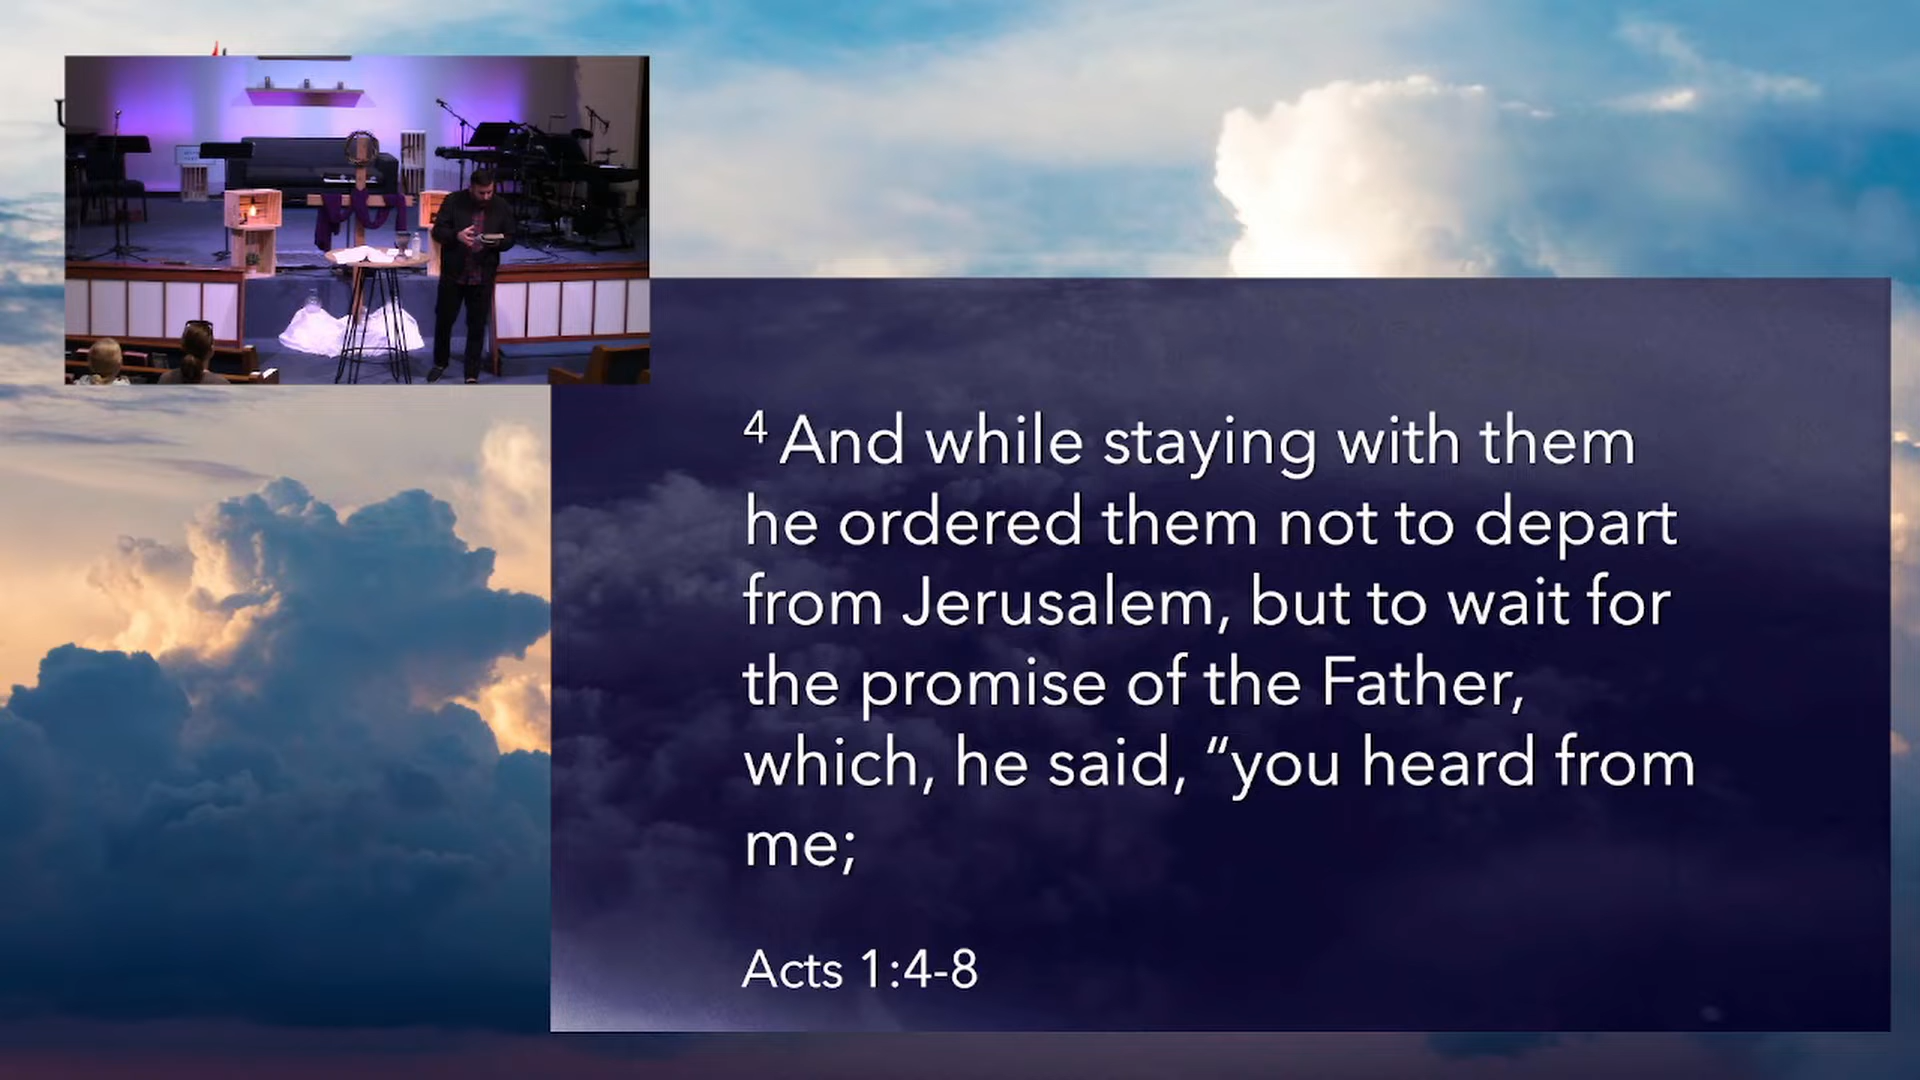 4 And while staying with them
he ordered them not to depart
from Jerusalem, but to wait for
the promise of the Father,
which, he said, “you heard from
me;
Acts 1:4-8